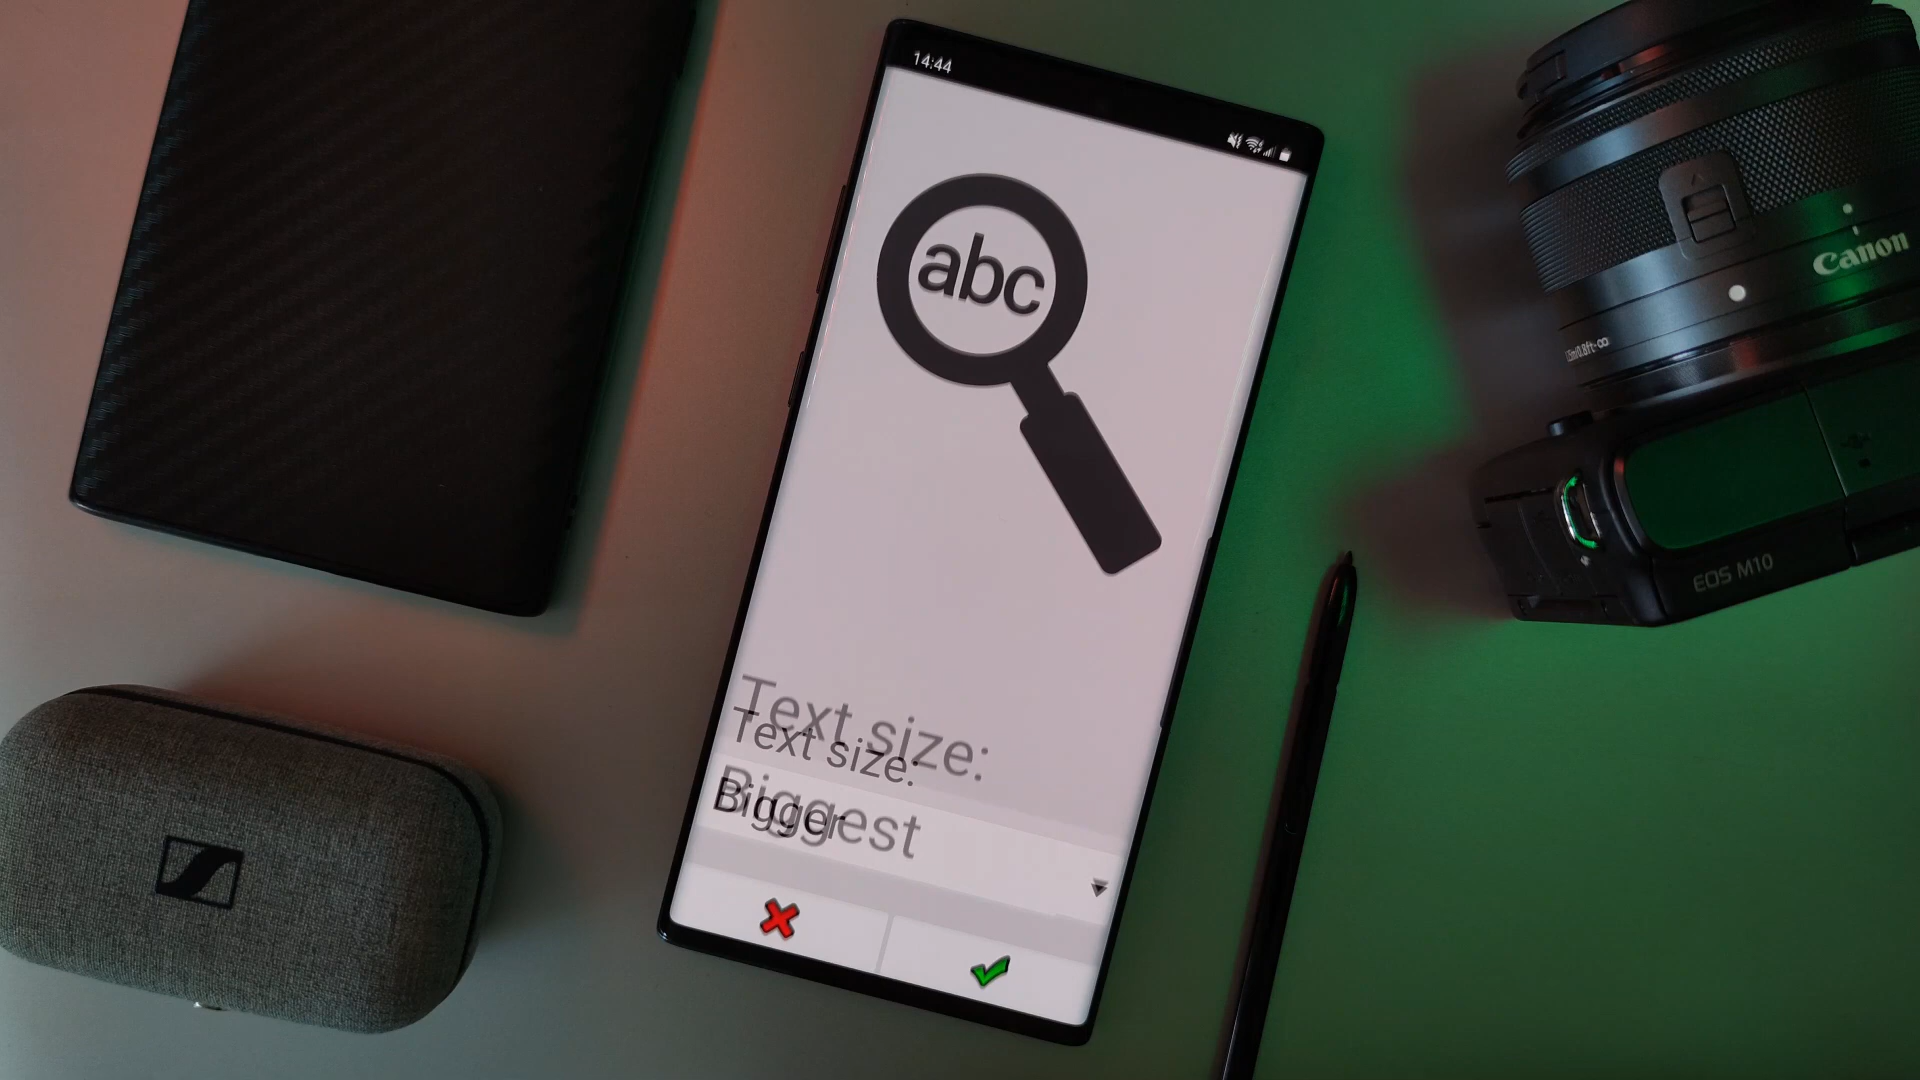 14:44
abc
Text size:
Text size:
Biggest
Bigger
Canon
EOS M10